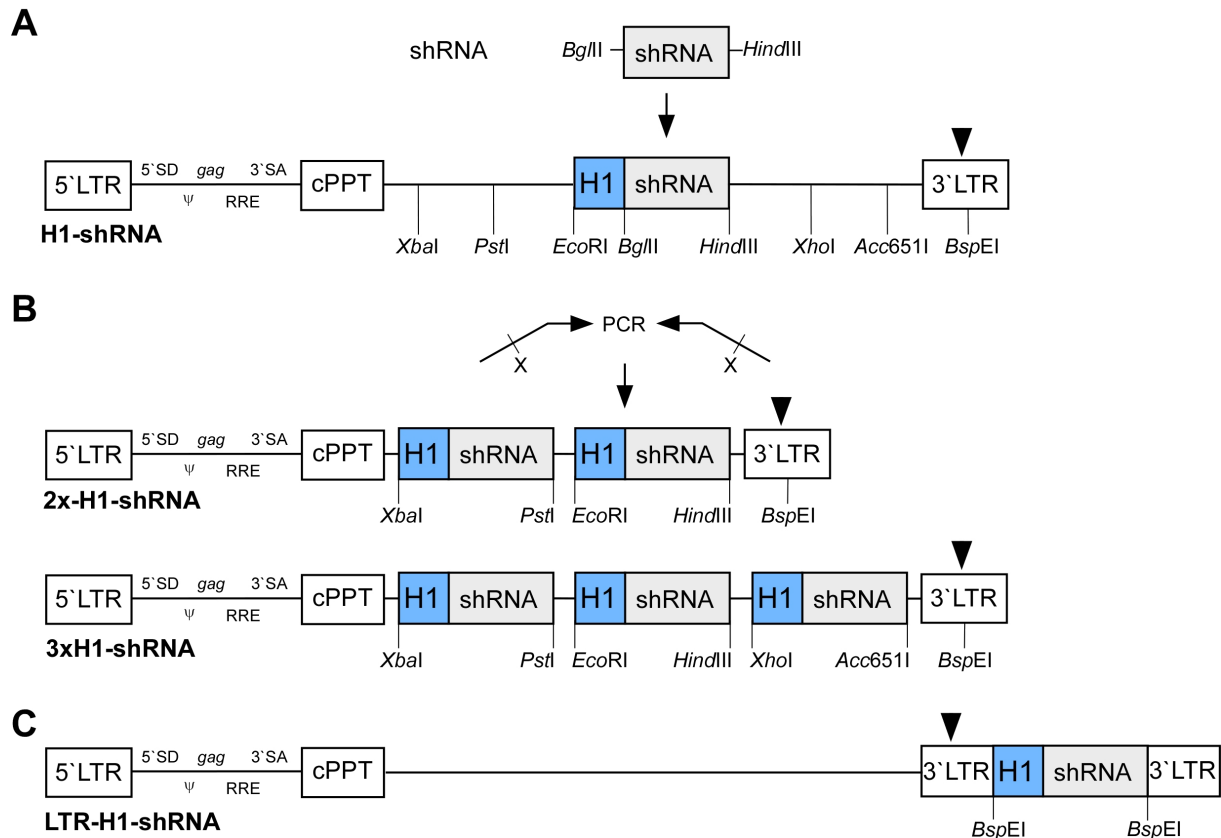 A
shRNA BglII shRNA HindIII
5`SD gag 3`SA
5`LTR cPPT H1 shRNA 3`LTR
ψ RRE
H1-shRNA
XbaI PstI EcoRI BglII HindIII XhoI Acc651I BspEI
B
PCR
X X
5`SD gag 3`SA
5`LTR cPPT H1 shRNA H1 shRNA 3`LTR
ψ RRE
2x-H1-shRNA
XbaI PstI EcoRI HindIII BspEI
5`SD gag 3`SA
5`LTR cPPT H1 shRNA H1 shRNA H1 shRNA 3`LTR
ψ RRE
3xH1-shRNA
XbaI PstI EcoRI HindIII XhoI Acc651I BspEI
C
5`SD gag 3`SA
5`LTR cPPT 3`LTR H1 shRNA 3`LTR
ψ RRE
LTR-H1-shRNA
BspEI BspEI